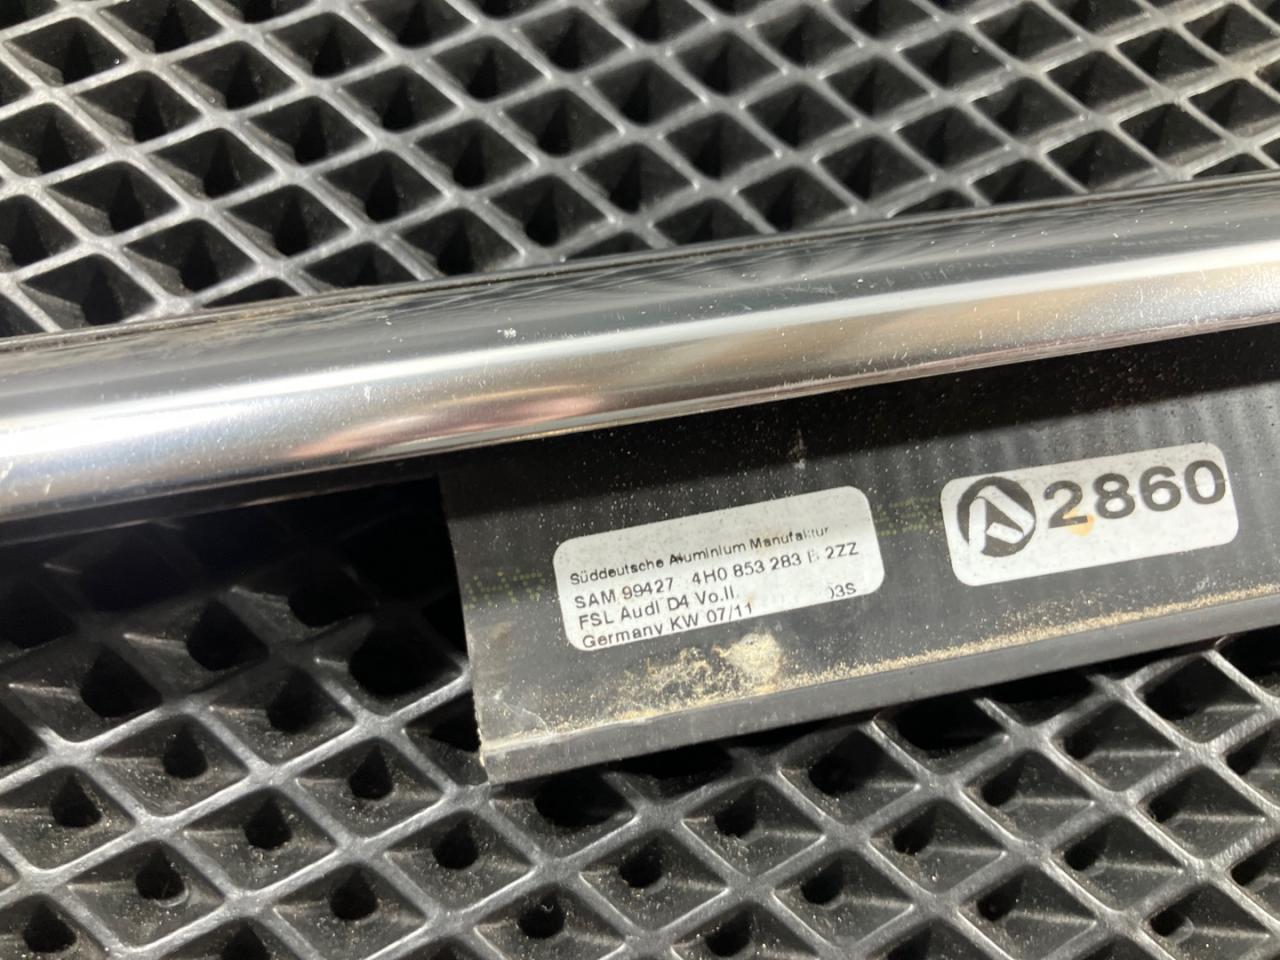 Süddeutsche Aluminium Manufaktur
SAM 99427 4H0 853 283 2ZZ
FSL Audi D4 Vo.li.
03S
Germany KW 07/11
A 2860